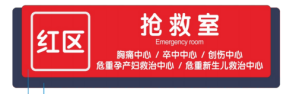 红区
抢救室
Emergency room
胸痛中心 / 卒中中心 / 创伤中心
危重孕产妇救治中心 / 危重新生儿救治中心